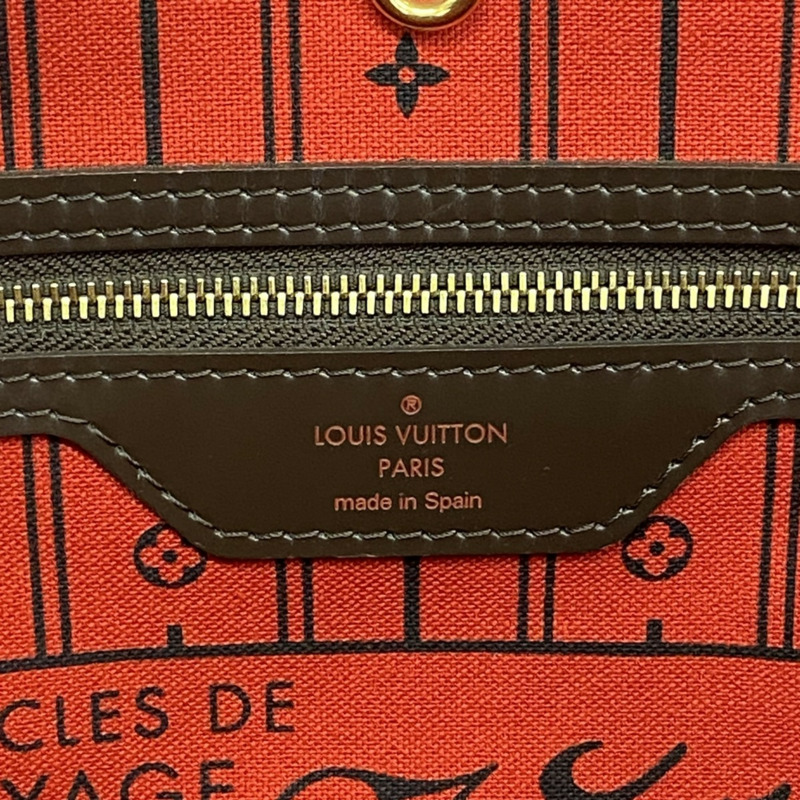 ®
LOUIS VUITTON
PARIS
made in Spain
CLES DE
YAGE